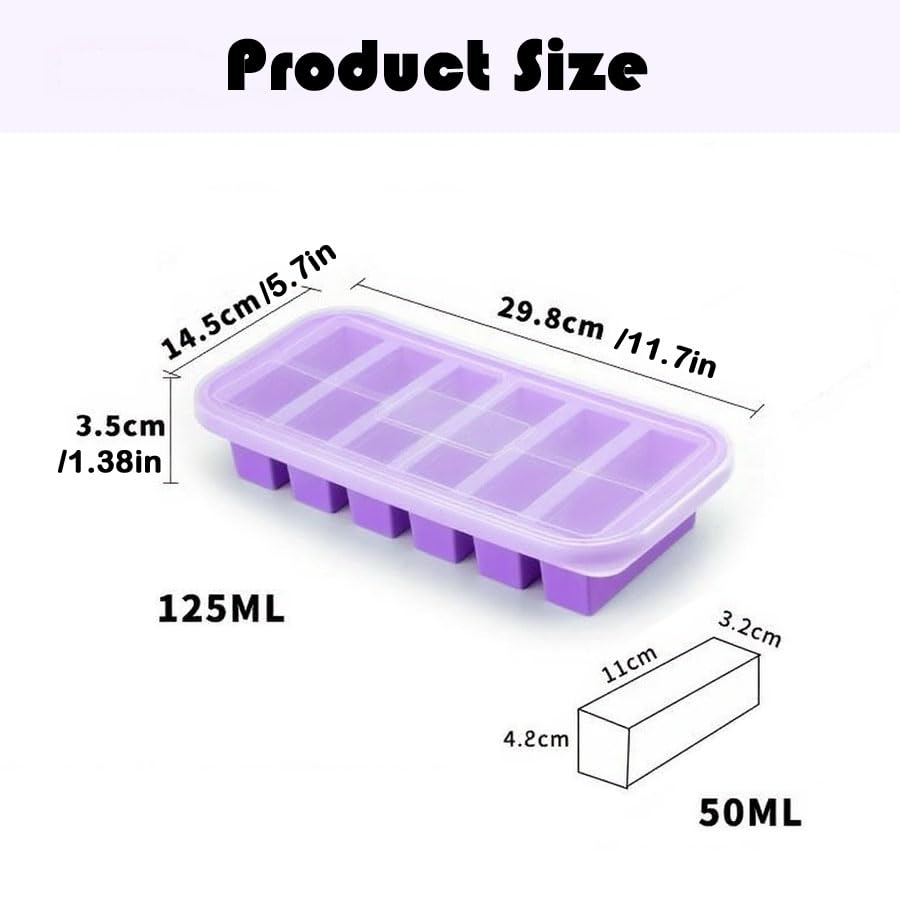 Product Size
14.5cm/5.7in
29.8cm /11.7in
3.5cm
/1.38in
125ML
3.2cm
11cm
4.8cm
50ML